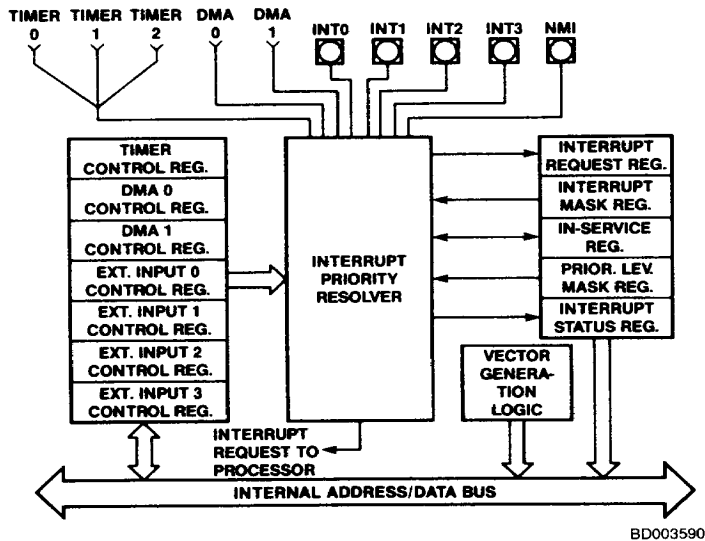 TIMER TIMER TIMER DMA DMA
0 1 2 0 1
INT0 INT1 INT2 INT3 NMI
TIMER
CONTROL REG.
DMA 0
CONTROL REG.
DMA 1
CONTROL REG.
EXT. INPUT 0
CONTROL REG.
EXT. INPUT 1
CONTROL REG.
EXT. INPUT 2
CONTROL REG.
EXT. INPUT 3
CONTROL REG.
INTERRUPT
PRIORITY
RESOLVER
INTERRUPT
REQUEST REG.
INTERRUPT
MASK REG.
IN-SERVICE
REG.
PRIOR. LEV.
MASK REG.
INTERRUPT
STATUS REG.
VECTOR
GENERA-
TION
LOGIC
INTERRUPT
REQUEST TO
PROCESSOR
INTERNAL ADDRESS/DATA BUS
BD003590